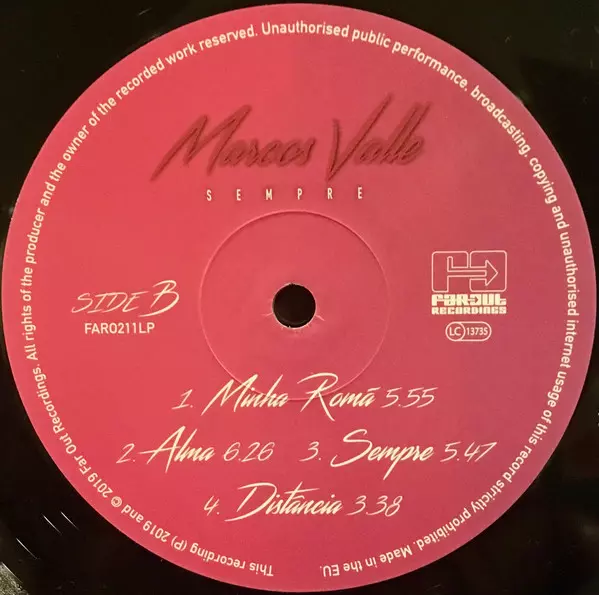 Marcos Valle
SEMPRE
SIDE B
FARO211LP
FAR OUT
RECORDINGS
LC 13735
1. Minha Romã 5.55
2. Alma 6.26 3. Sempre 5.47
4. Distância 3.38
This recording (P) 2019 and © 2019 Far Out Recordings. All rights of the producer and the owner of the recorded work reserved. Unauthorised public performance, broadcasting, copying and unauthorised internet usage of this record strictly prohibited. Made in the EU.